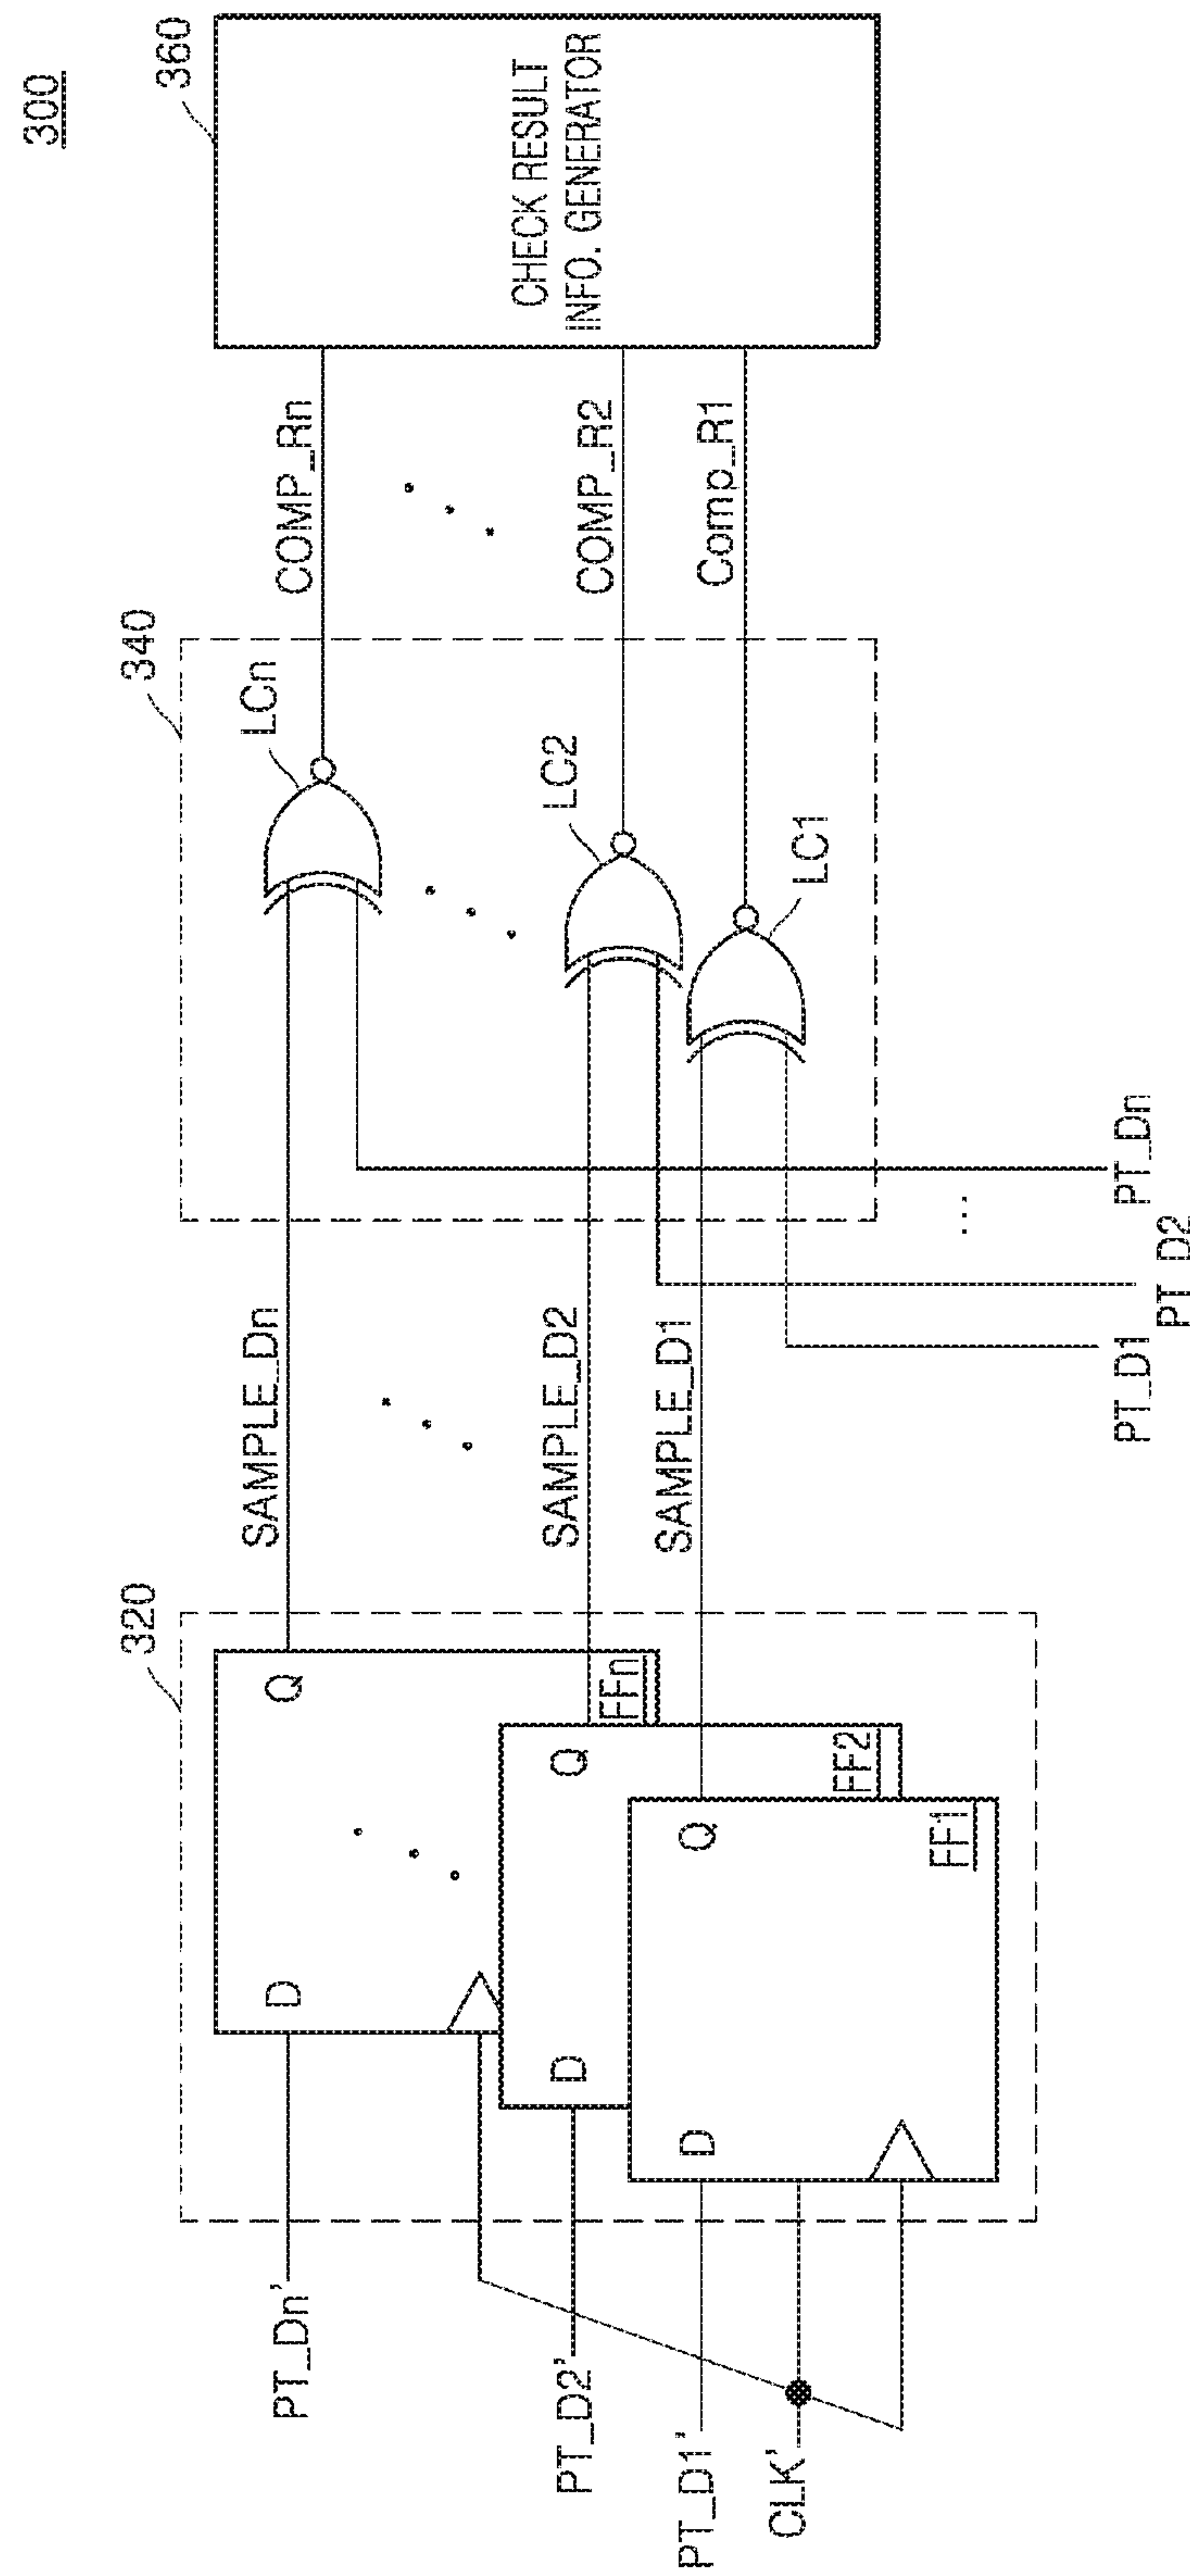 300
320
340
360
PT_Dn'
PT_D2'
PT_D1'
CLK'
D
Q
FFn
D
Q
FF2
D
Q
FF1
SAMPLE_Dn
SAMPLE_D2
SAMPLE_D1
LCn
LC2
LC1
PT_D1
PT_D2
...
PT_Dn
COMP_Rn
COMP_R2
Comp_R1
CHECK RESULT
INFO. GENERATOR